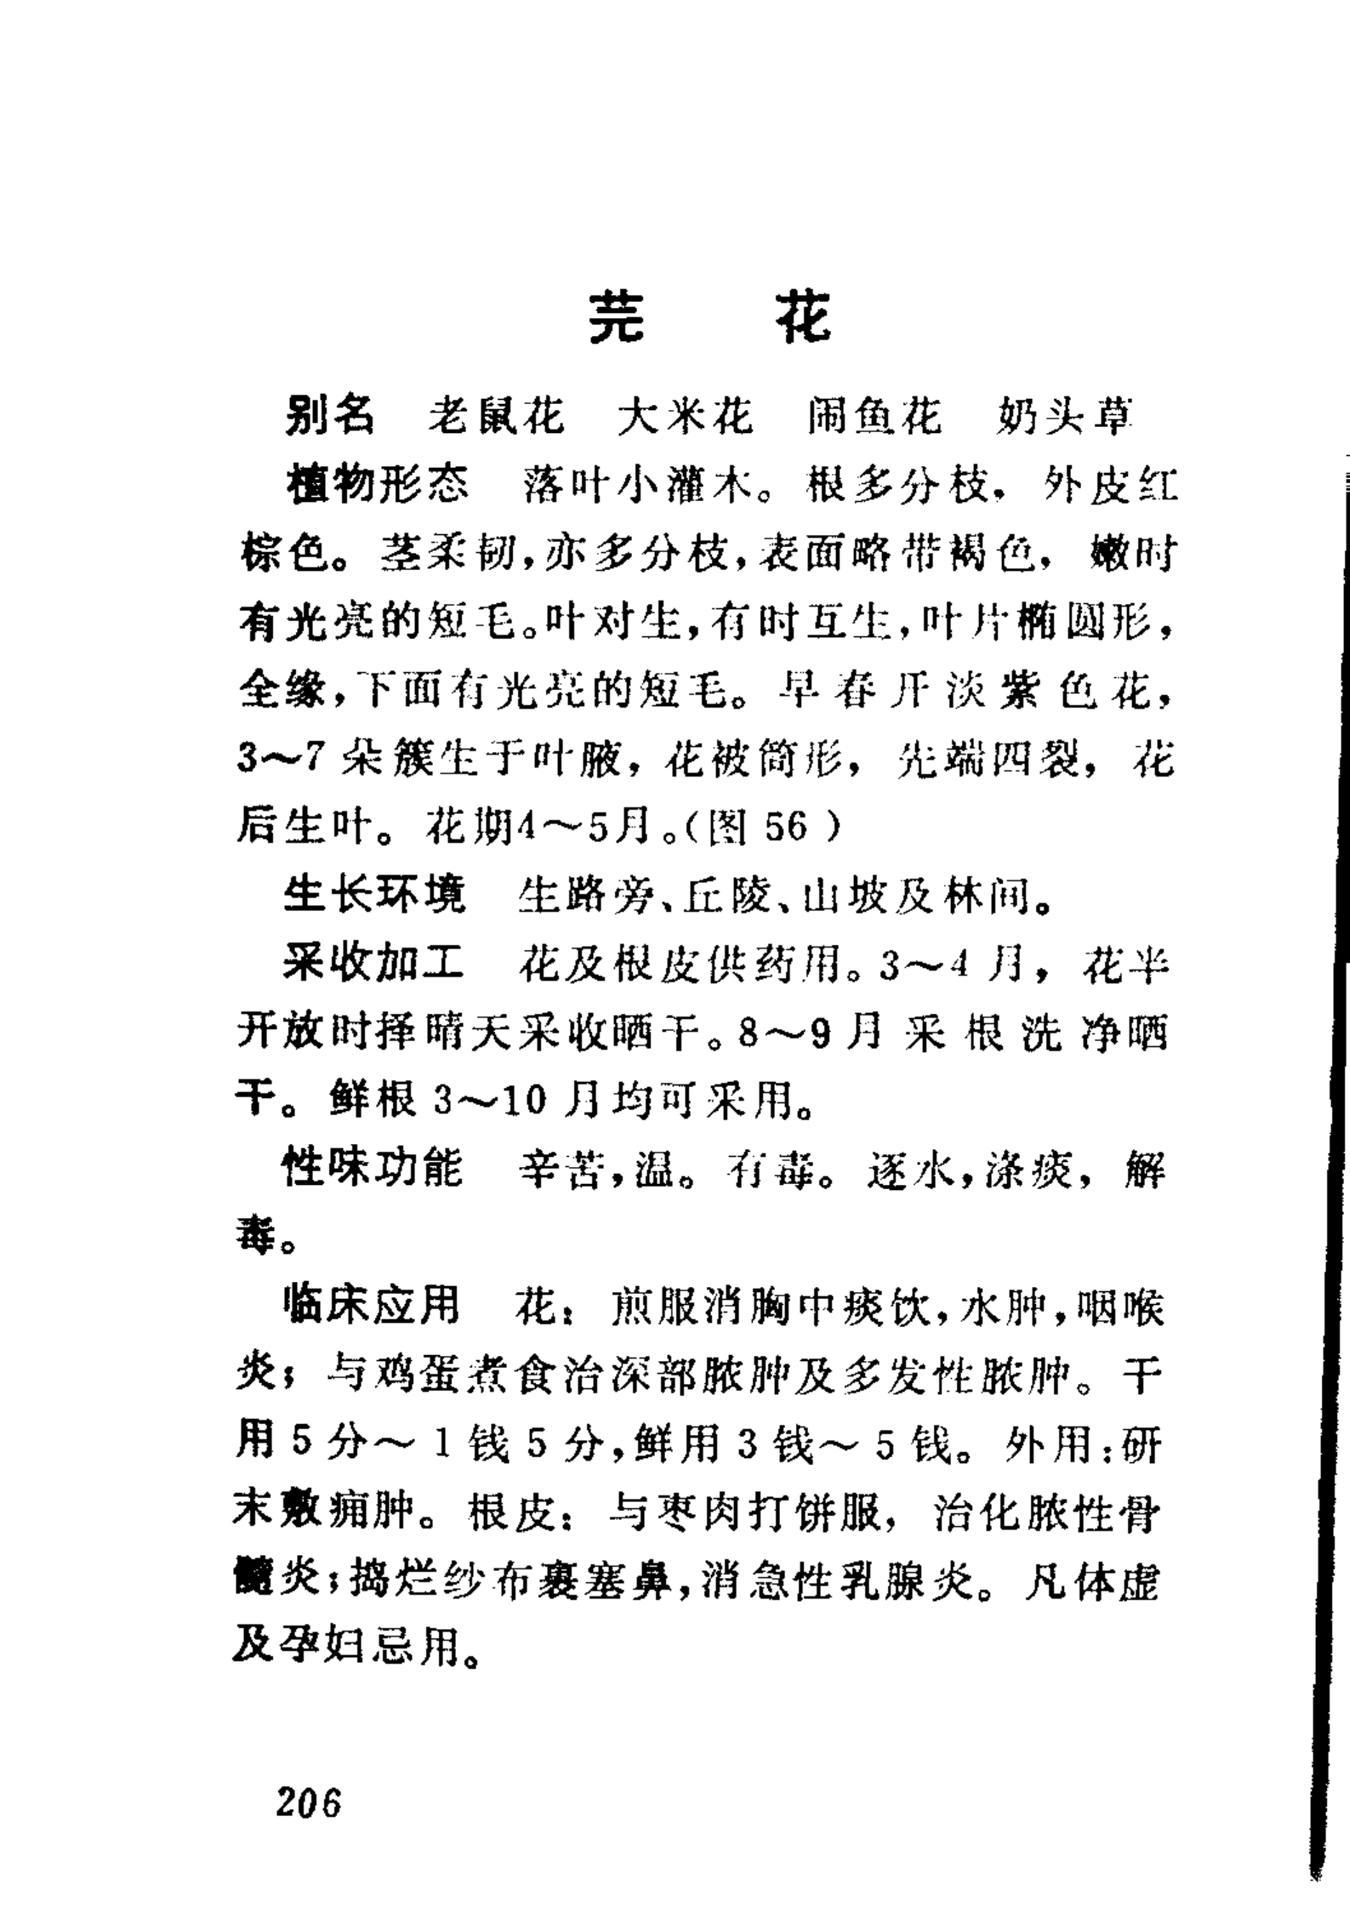 芫 花
别名 老鼠花 大米花 闹鱼花 奶头草
植物形态 落叶小灌木。根多分枝，外皮红
棕色。茎柔韧，亦多分枝，表面略带褐色，嫩时
有光亮的短毛。叶对生，有时互生，叶片椭圆形，
全缘，下面有光亮的短毛。早春开淡紫色花，
3～7朵簇生于叶腋，花被筒形，先端四裂，花
后生叶。花期4～5月。（图 56 ）
生长环境 生路旁、丘陵、山坡及林间。
采收加工 花及根皮供药用。3～4 月，花半
开放时择晴天采收晒干。8～9月采根洗净晒
干。鲜根 3～10 月均可采用。
性味功能 辛苦，温。有毒。逐水，涤痰，解
毒。
临床应用 花：煎服消胸中痰饮，水肿，咽喉
炎；与鸡蛋煮食治深部脓肿及多发性脓肿。干
用5分～1钱5分，鲜用3钱～5钱。外用：研
末敷痈肿。根皮：与枣肉打饼服，治化脓性骨
髓炎；捣烂纱布裹塞鼻，消急性乳腺炎。凡体虚
及孕妇忌用。
206